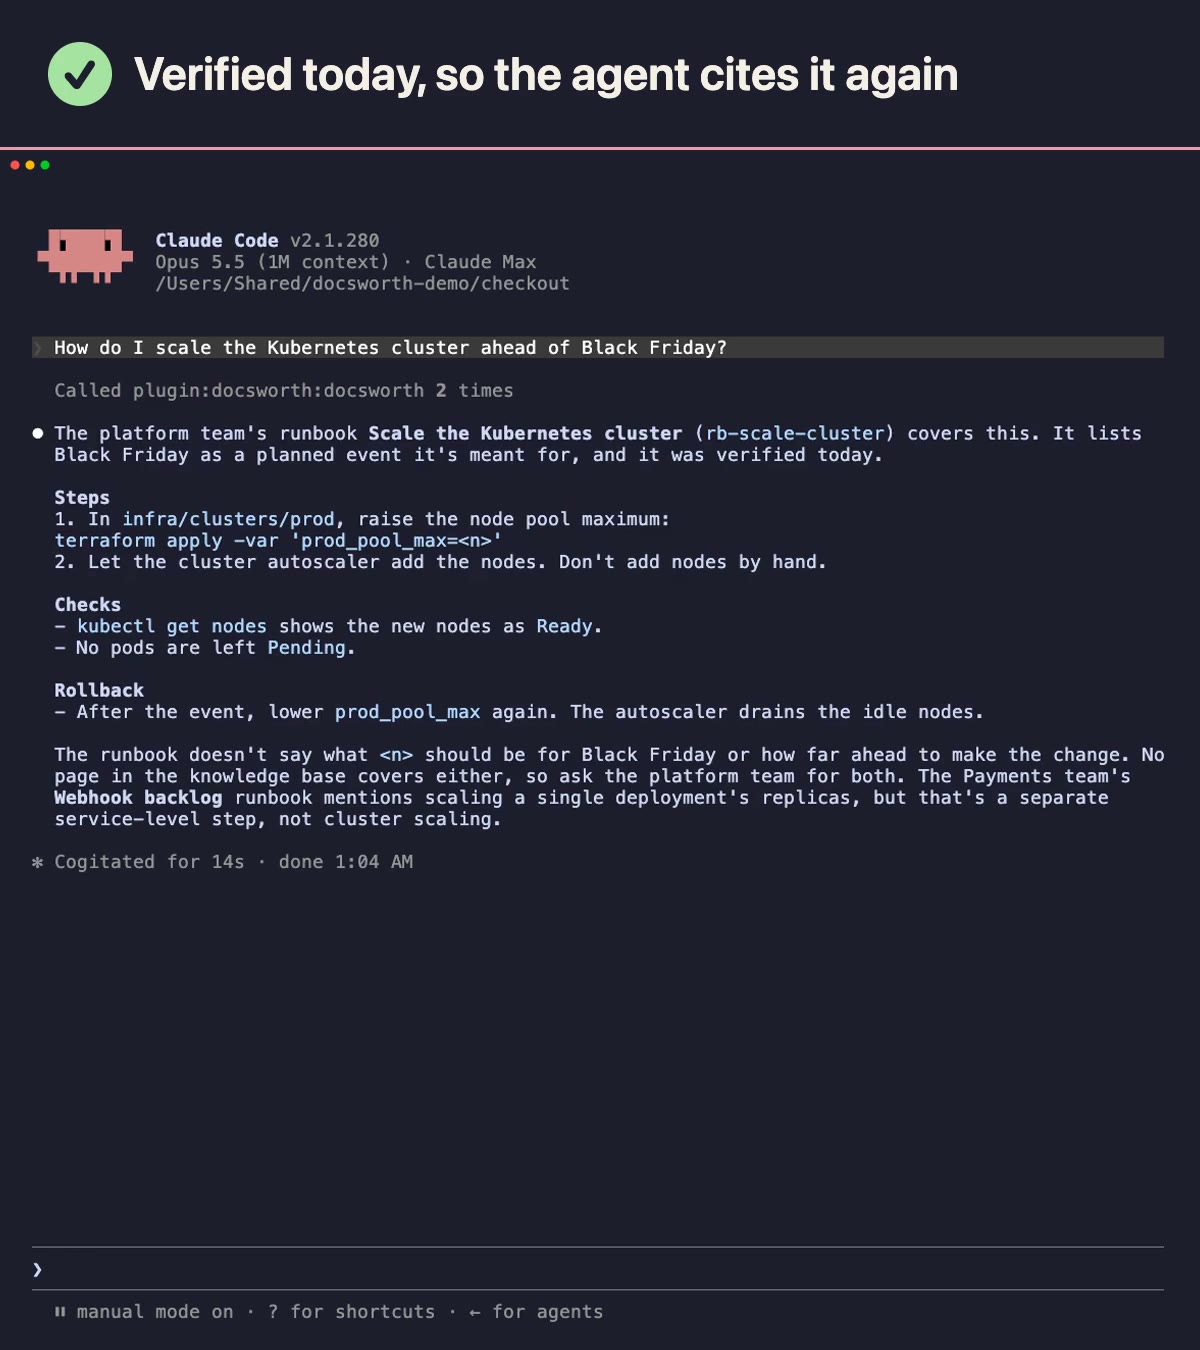 Verified today, so the agent cites it again
Claude Code v2.1.280
Opus 5.5 (1M context) · Claude Max
/Users/Shared/docsworth-demo/checkout
❯ How do I scale the Kubernetes cluster ahead of Black Friday?
Called plugin:docsworth:docsworth 2 times
● The platform team's runbook Scale the Kubernetes cluster (rb-scale-cluster) covers this. It lists
Black Friday as a planned event it's meant for, and it was verified today.
Steps
1. In infra/clusters/prod, raise the node pool maximum:
terraform apply -var 'prod_pool_max=<n>'
2. Let the cluster autoscaler add the nodes. Don't add nodes by hand.
Checks
- kubectl get nodes shows the new nodes as Ready.
- No pods are left Pending.
Rollback
- After the event, lower prod_pool_max again. The autoscaler drains the idle nodes.
The runbook doesn't say what <n> should be for Black Friday or how far ahead to make the change. No
page in the knowledge base covers either, so ask the platform team for both. The Payments team's
Webhook backlog runbook mentions scaling a single deployment's replicas, but that's a separate
service-level step, not cluster scaling.
✻ Cogitated for 14s · done 1:04 AM
❯
⏸ manual mode on · ? for shortcuts · ← for agents